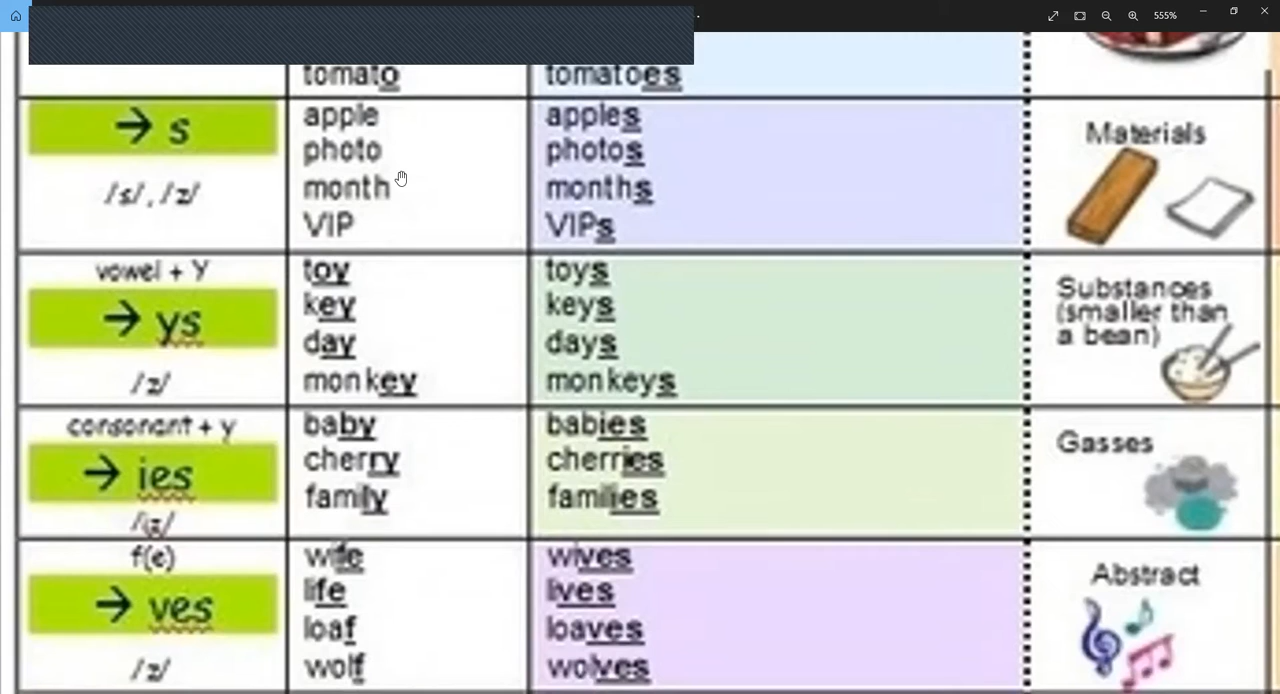 555%
tomato tomatoes
→ s apple apples
photo photos
Materials
/s/, /z/ month months
VIP VIPs
vowel + Y toy toys
→ ys key keys
Substances
(smaller than
a bean)
day days
/z/ monkey monkeys
consonant + y baby babies
→ ies cherry cherries
Gasses
family families
/iz/
f(e) wife wives
→ ves life lives
Abstract
loaf loaves
/z/ wolf wolves